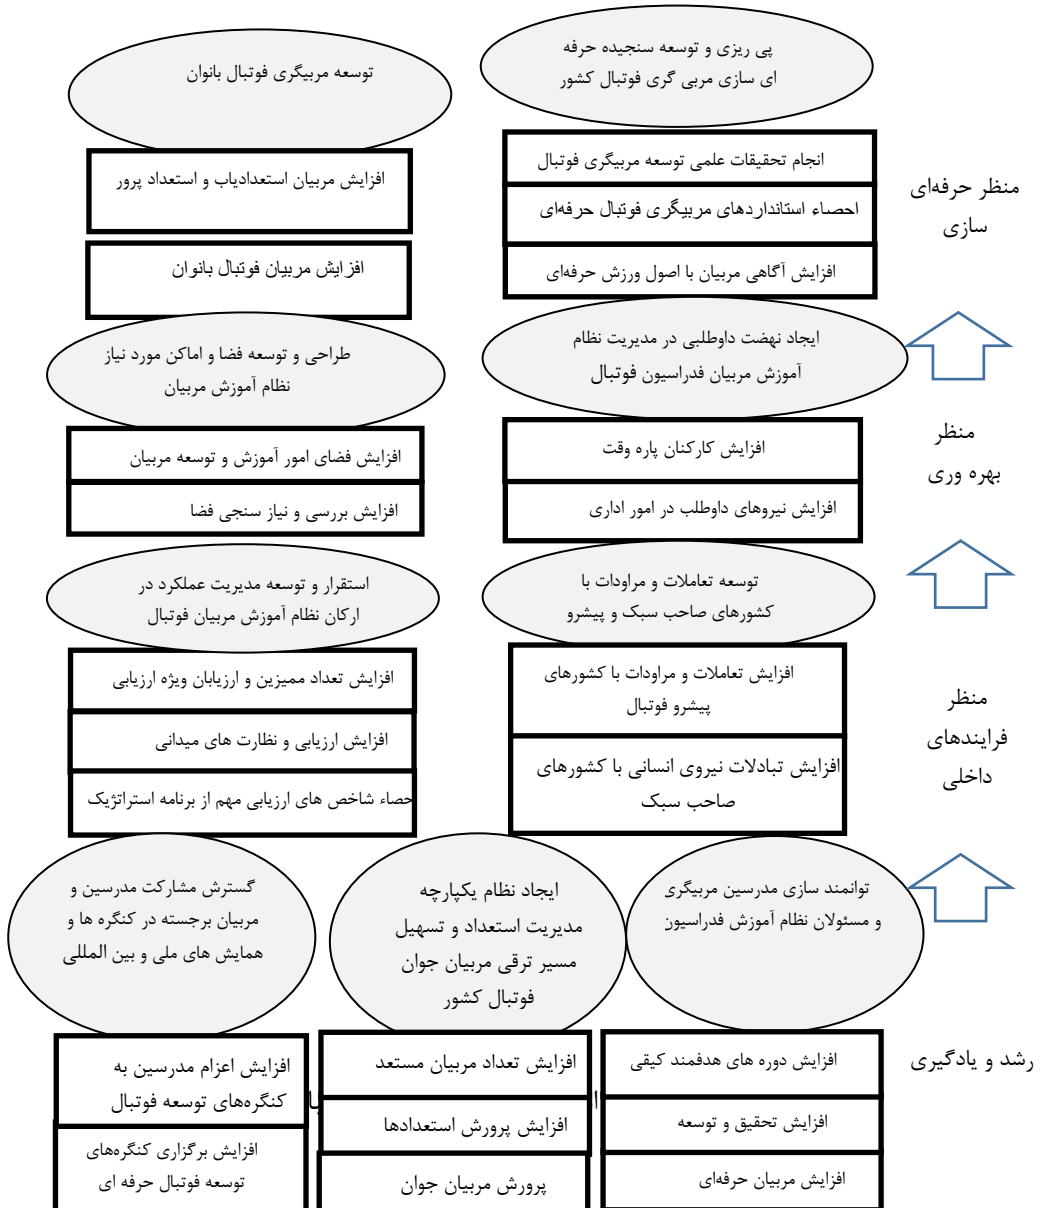 پی ریزی و توسعه سنجیده حرفه
ای سازی مربی گری فوتبال کشور
توسعه مربیگری فوتبال بانوان
منظر حرفه‌ای
سازی
انجام تحقیقات علمی توسعه مربیگری فوتبال
احصاء استانداردهای مربیگری فوتبال حرفه‌ای
افزایش آگاهی مربیان با اصول ورزش حرفه‌ای
افزایش مربیان استعدادیاب و استعداد پرور
افزایش مربیان فوتبال بانوان
ایجاد نهضت داوطلبی در مدیریت نظام
آموزش مربیان فدراسیون فوتبال
طراحی و توسعه فضا و اماکن مورد نیاز
نظام آموزش مربیان
منظر
بهره وری
افزایش کارکنان پاره وقت
افزایش نیروهای داوطلب در امور اداری
افزایش فضای امور آموزش و توسعه مربیان
افزایش بررسی و نیاز سنجی فضا
توسعه تعاملات و مراودات با
کشورهای صاحب سبک و پیشرو
استقرار و توسعه مدیریت عملکرد در
ارکان نظام آموزش مربیان فوتبال
منظر
فرایندهای
داخلی
افزایش تعاملات و مراودات با کشورهای
پیشرو فوتبال
افزایش تبادلات نیروی انسانی با کشورهای
صاحب سبک
افزایش تعداد ممیزین و ارزیابان ویژه ارزیابی
افزایش ارزیابی و نظارت های میدانی
حصاء شاخص های ارزیابی مهم از برنامه استراتژیک
توانمند سازی مدرسین مربیگری
و مسئولان نظام آموزش فدراسیون
ایجاد نظام یکپارچه
مدیریت استعداد و تسهیل
مسیر ترقی مربیان جوان
فوتبال کشور
گسترش مشارکت مدرسین و
مربیان برجسته در کنگره ها و
همایش های ملی و بین المللی
رشد و یادگیری
افزایش دوره های هدفمند کیقی
افزایش تحقیق و توسعه
افزایش مربیان حرفه‌ای
افزایش تعداد مربیان مستعد
افزایش پرورش استعدادها
پرورش مربیان جوان
افزایش اعزام مدرسین به
کنگره‌های توسعه فوتبال
افزایش برگزاری کنگره‌های
توسعه فوتبال حرفه ای